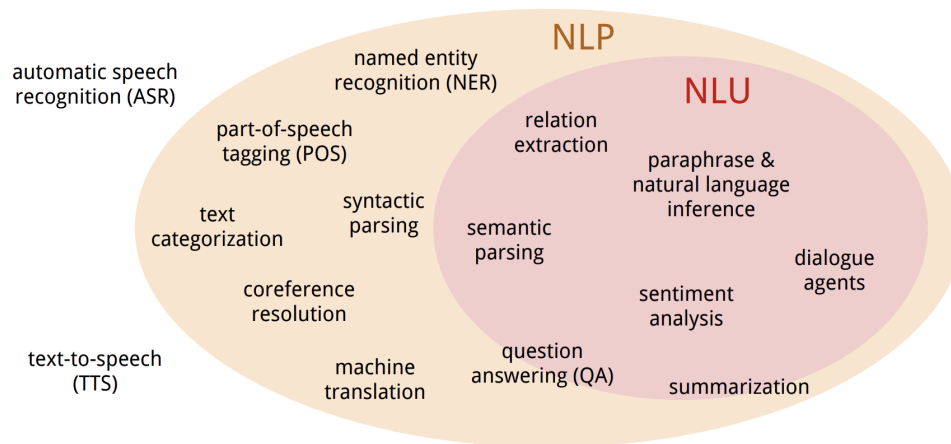 NLP
named entity
recognition (NER)
automatic speech
recognition (ASR)
NLU
relation
extraction
part-of-speech
tagging (POS)
paraphrase &
natural language
inference
syntactic
parsing
text
categorization
semantic
parsing
dialogue
agents
coreference
resolution
sentiment
analysis
question
answering (QA)
text-to-speech
(TTS)
machine
translation
summarization